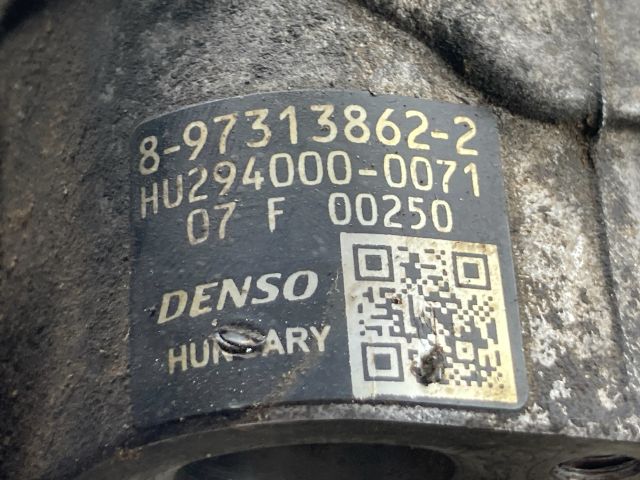 8-97313862-2
HU294000-0071
07 F 00250
DENSO
HUNGARY